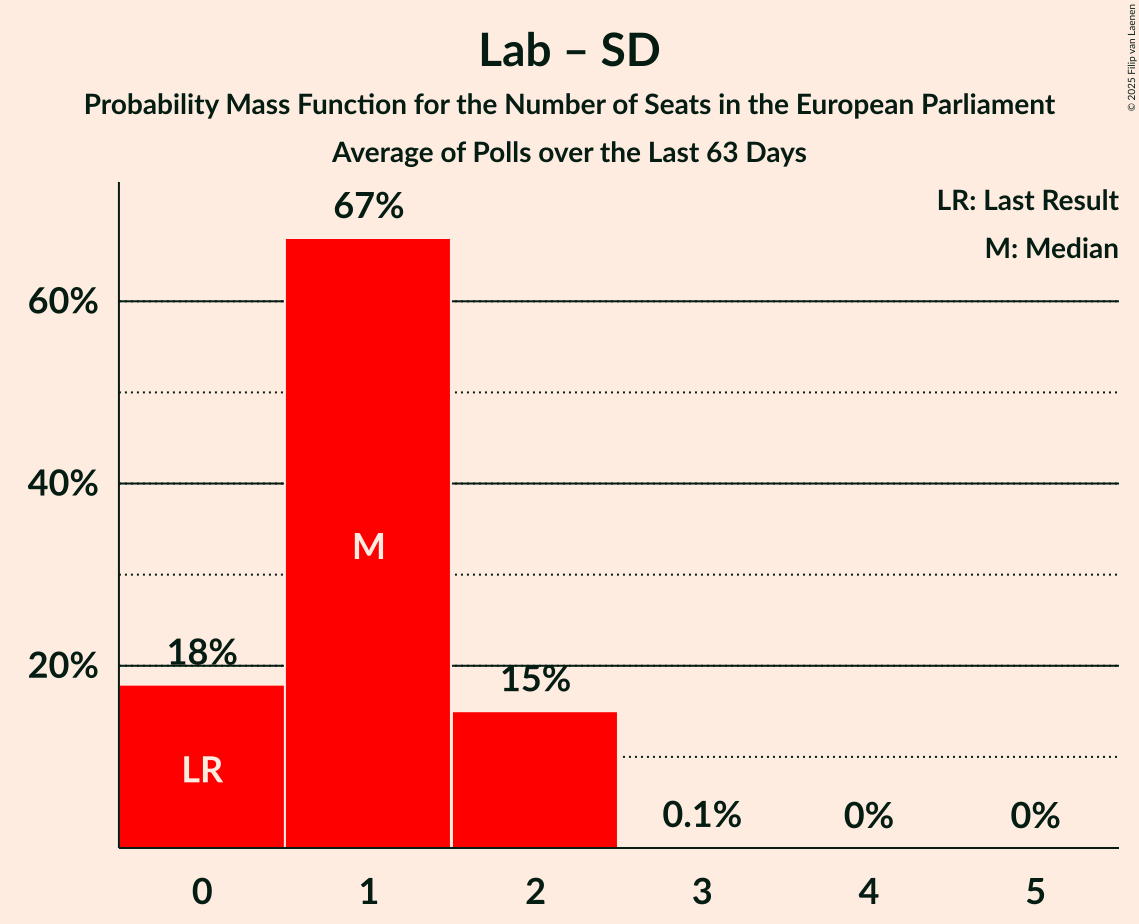 Lab – SD
Probability Mass Function for the Number of Seats in the European Parliament
Average of Polls over the Last 63 Days
© 2025 Filip van Laenen
LR: Last Result
M: Median
67%
60%
40%
M
18%
20%
15%
LR
0.1%
0%
0%
0 1 2 3 4 5